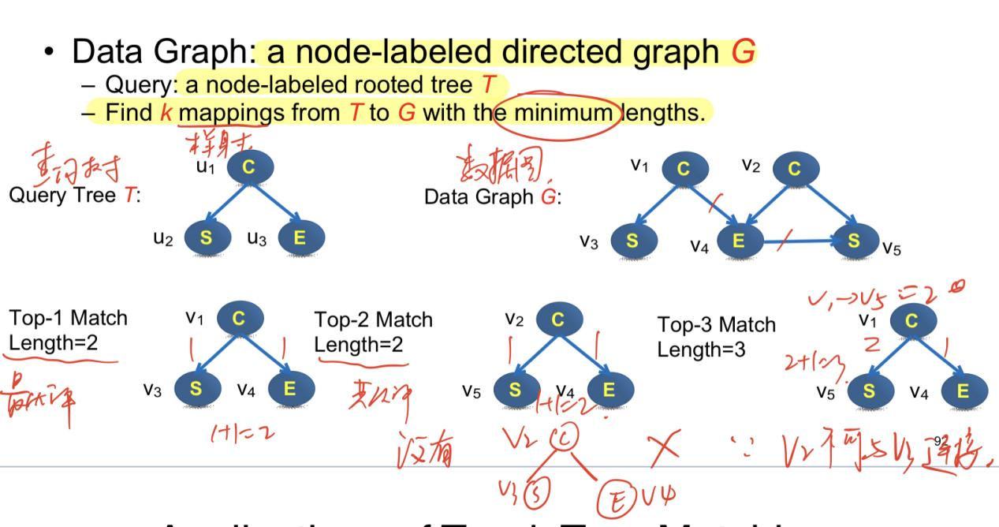 • Data Graph: a node-labeled directed graph G
– Query: a node-labeled rooted tree T
– Find k mappings from T to G with the minimum lengths.
u1 C
查询树
Query Tree T:
u2 S u3 E
数据图
Data Graph G:
v1 C v2 C
v3 S v4 E S v5
Top-1 Match
Length=2
v1 C
1 1
v3 S v4 E
1+1=2
Top-2 Match
Length=2
v2 C
1 1
v5 S v4 E
1+1=2
Top-3 Match
Length=3
V1→V5=2
v1 C
2 1
2+1=3
v5 S v4 E
没有
V2 C
V3 S E V4
X
∵ V2不可与V3连接.
92